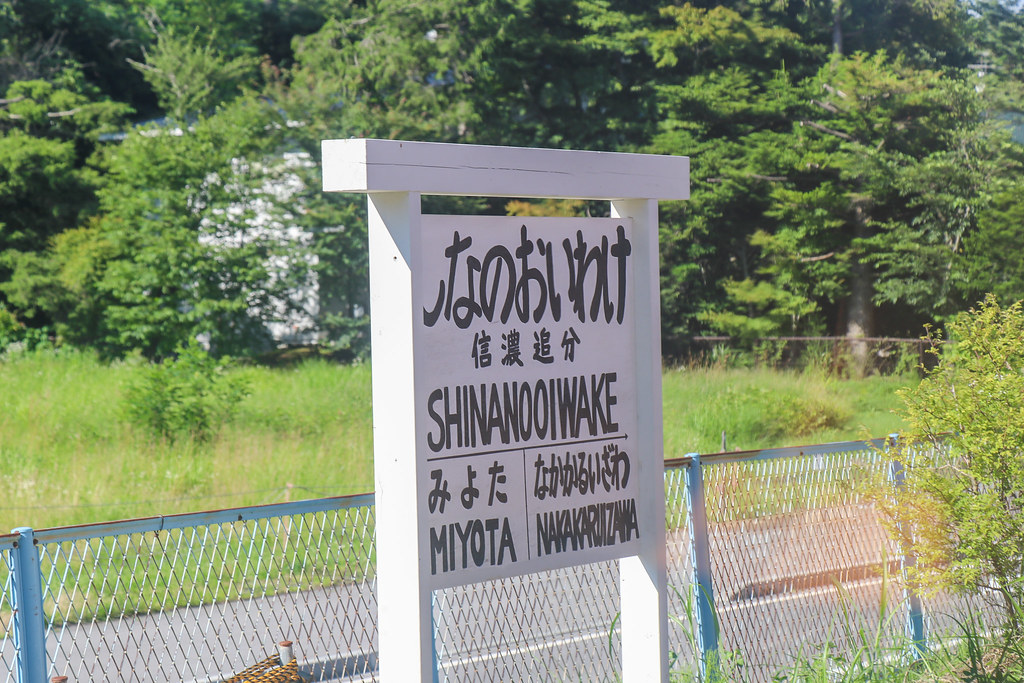 しなのおいわけ
信濃追分
SHINANOOIWAKE
みよた
MIYOTA
なかかるいざわ
NAKAKARUIZAWA